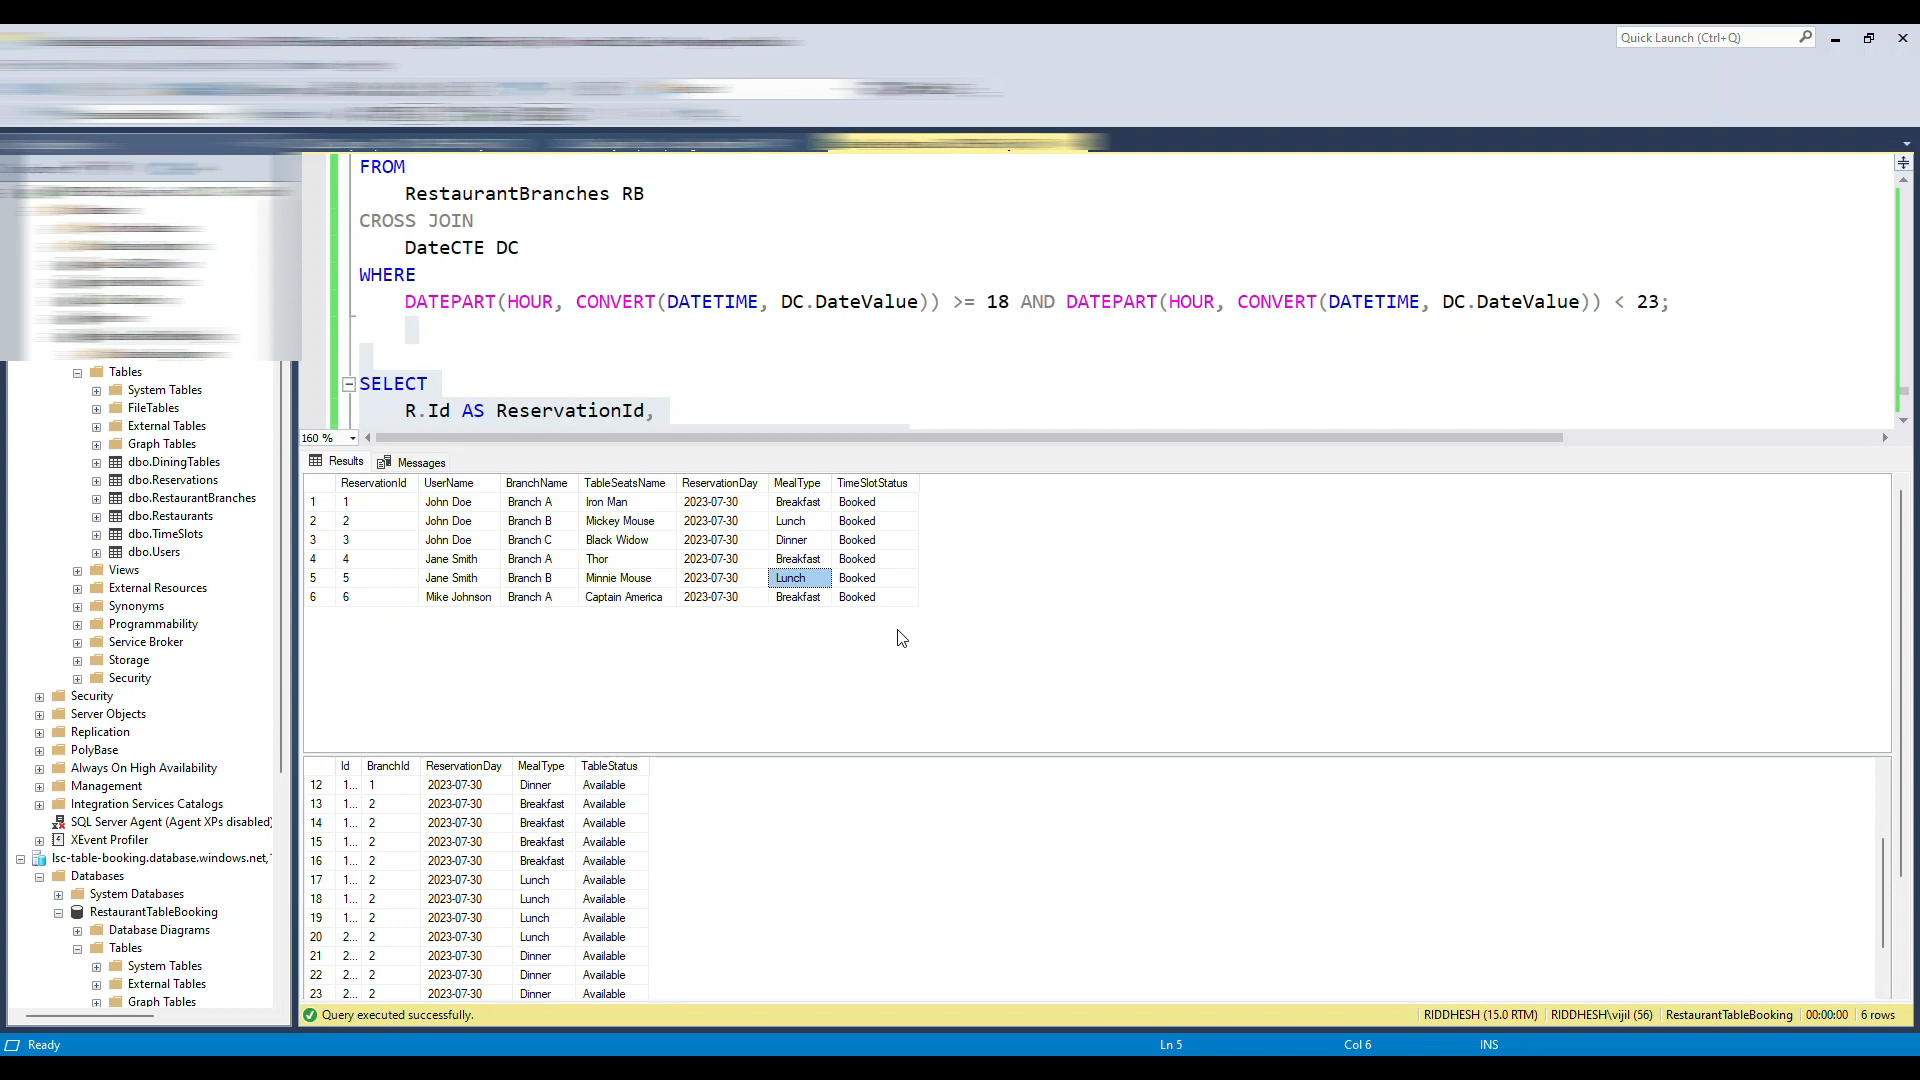 Quick Launch (Ctrl+Q)
FROM
RestaurantBranches RB
CROSS JOIN
DateCTE DC
WHERE
DATEPART(HOUR, CONVERT(DATETIME, DC.DateValue)) >= 18 AND DATEPART(HOUR, CONVERT(DATETIME, DC.DateValue)) < 23;
SELECT
R.Id AS ReservationId,
160 %
Results Messages
ReservationId UserName BranchName TableSeatsName ReservationDay MealType TimeSlotStatus
1 1 John Doe Branch A Iron Man 2023-07-30 Breakfast Booked
2 2 John Doe Branch B Mickey Mouse 2023-07-30 Lunch Booked
3 3 John Doe Branch C Black Widow 2023-07-30 Dinner Booked
4 4 Jane Smith Branch A Thor 2023-07-30 Breakfast Booked
5 5 Jane Smith Branch B Minnie Mouse 2023-07-30 Lunch Booked
6 6 Mike Johnson Branch A Captain America 2023-07-30 Breakfast Booked
Id BranchId ReservationDay MealType TableStatus
12 1... 1 2023-07-30 Dinner Available
13 1... 2 2023-07-30 Breakfast Available
14 1... 2 2023-07-30 Breakfast Available
15 1... 2 2023-07-30 Breakfast Available
16 1... 2 2023-07-30 Breakfast Available
17 1... 2 2023-07-30 Lunch Available
18 1... 2 2023-07-30 Lunch Available
19 1... 2 2023-07-30 Lunch Available
20 2... 2 2023-07-30 Lunch Available
21 2... 2 2023-07-30 Dinner Available
22 2... 2 2023-07-30 Dinner Available
23 2... 2 2023-07-30 Dinner Available
Tables
System Tables
FileTables
External Tables
Graph Tables
dbo.DiningTables
dbo.Reservations
dbo.RestaurantBranches
dbo.Restaurants
dbo.TimeSlots
dbo.Users
Views
External Resources
Synonyms
Programmability
Service Broker
Storage
Security
Security
Server Objects
Replication
PolyBase
Always On High Availability
Management
Integration Services Catalogs
SQL Server Agent (Agent XPs disabled)
XEvent Profiler
lsc-table-booking.database.windows.net,
Databases
System Databases
RestaurantTableBooking
Database Diagrams
Tables
System Tables
External Tables
Graph Tables
Query executed successfully.
RIDDHESH (15.0 RTM) RIDDHESH\vijil (56) RestaurantTableBooking 00:00:00 6 rows
Ready Ln 5 Col 6 INS